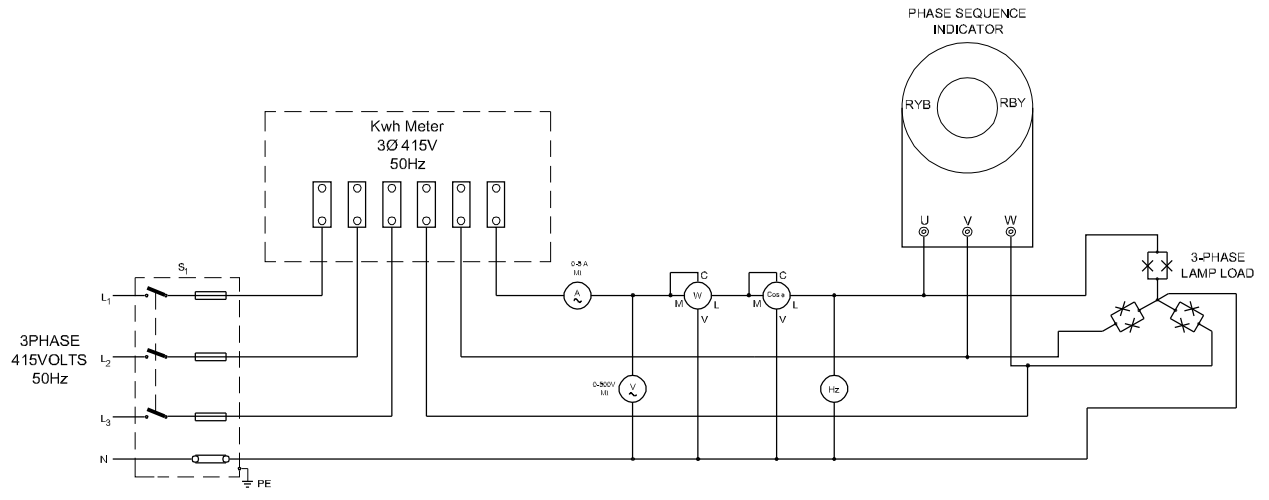 PHASE SEQUENCE
INDICATOR
RYB
RBY
U
V
W
Kwh Meter
3Ø 415V
50Hz
S1
L1
L2
L3
N
PE
3PHASE
415VOLTS
50Hz
0-5 A
MI
A
~
0-500V
MI
V
~
C
W
M
L
V
C
Cos ø
M
L
V
Hz
3-PHASE
LAMP LOAD